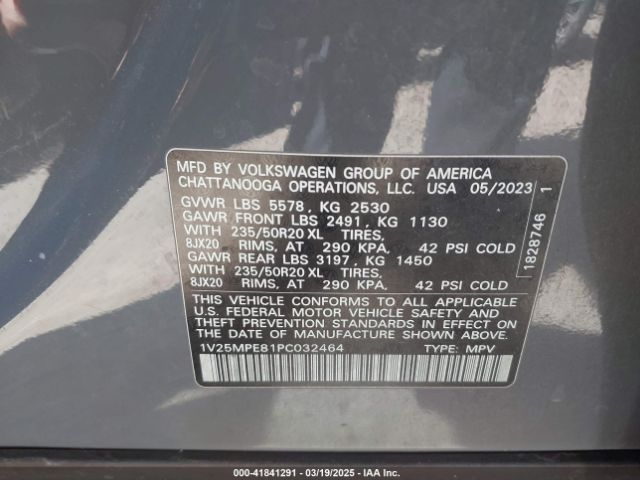 MFD BY VOLKSWAGEN GROUP OF AMERICA
CHATTANOOGA OPERATIONS, LLC. USA 05/2023
GVWR LBS 5578, KG 2530
GAWR FRONT LBS 2491, KG 1130
WITH 235/50R20 XL TIRES,
8JX20 RIMS, AT 290 KPA, 42 PSI COLD
GAWR REAR LBS 3197, KG 1450
WITH 235/50R20 XL TIRES,
8JX20 RIMS, AT 290 KPA, 42 PSI COLD
THIS VEHICLE CONFORMS TO ALL APPLICABLE
U.S. FEDERAL MOTOR VEHICLE SAFETY AND
THEFT PREVENTION STANDARDS IN EFFECT ON
THE DATE OF MANUFACTURE SHOWN ABOVE.
1V25MPE81PC032464 TYPE: MPV
1828746 1
00-41841291 - 03/19/2025 - IAA Inc.